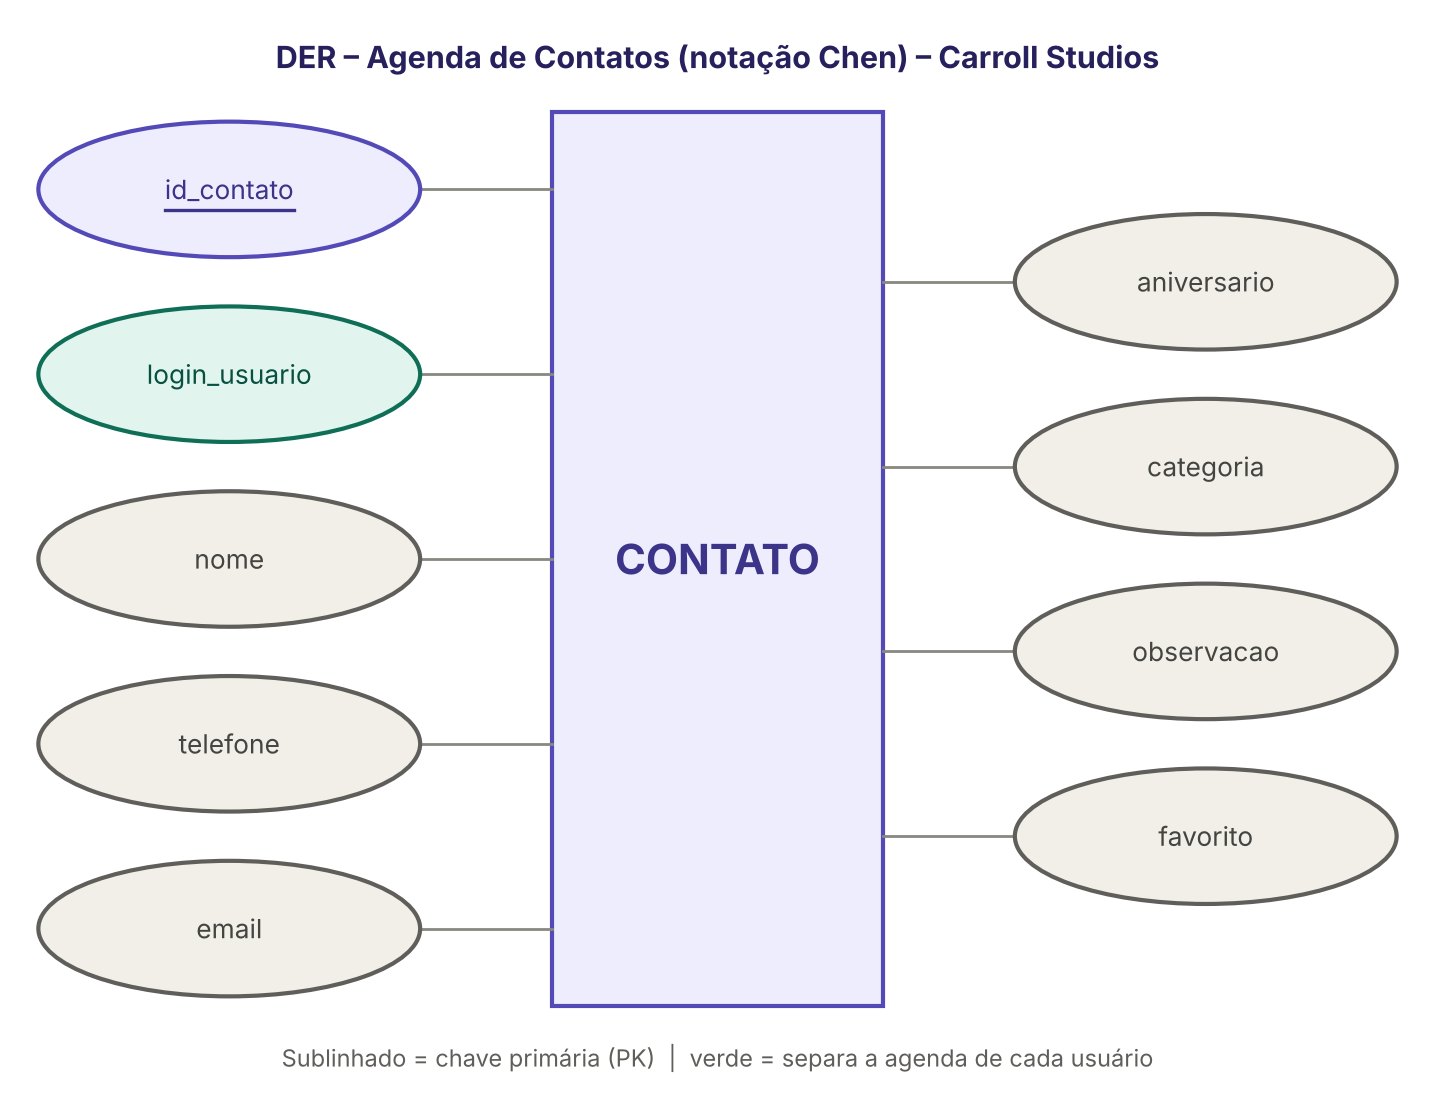 DER – Agenda de Contatos (notação Chen) – Carroll Studios
id_contato
login_usuario
nome
telefone
email
CONTATO
aniversario
categoria
observacao
favorito
Sublinhado = chave primária (PK) | verde = separa a agenda de cada usuário